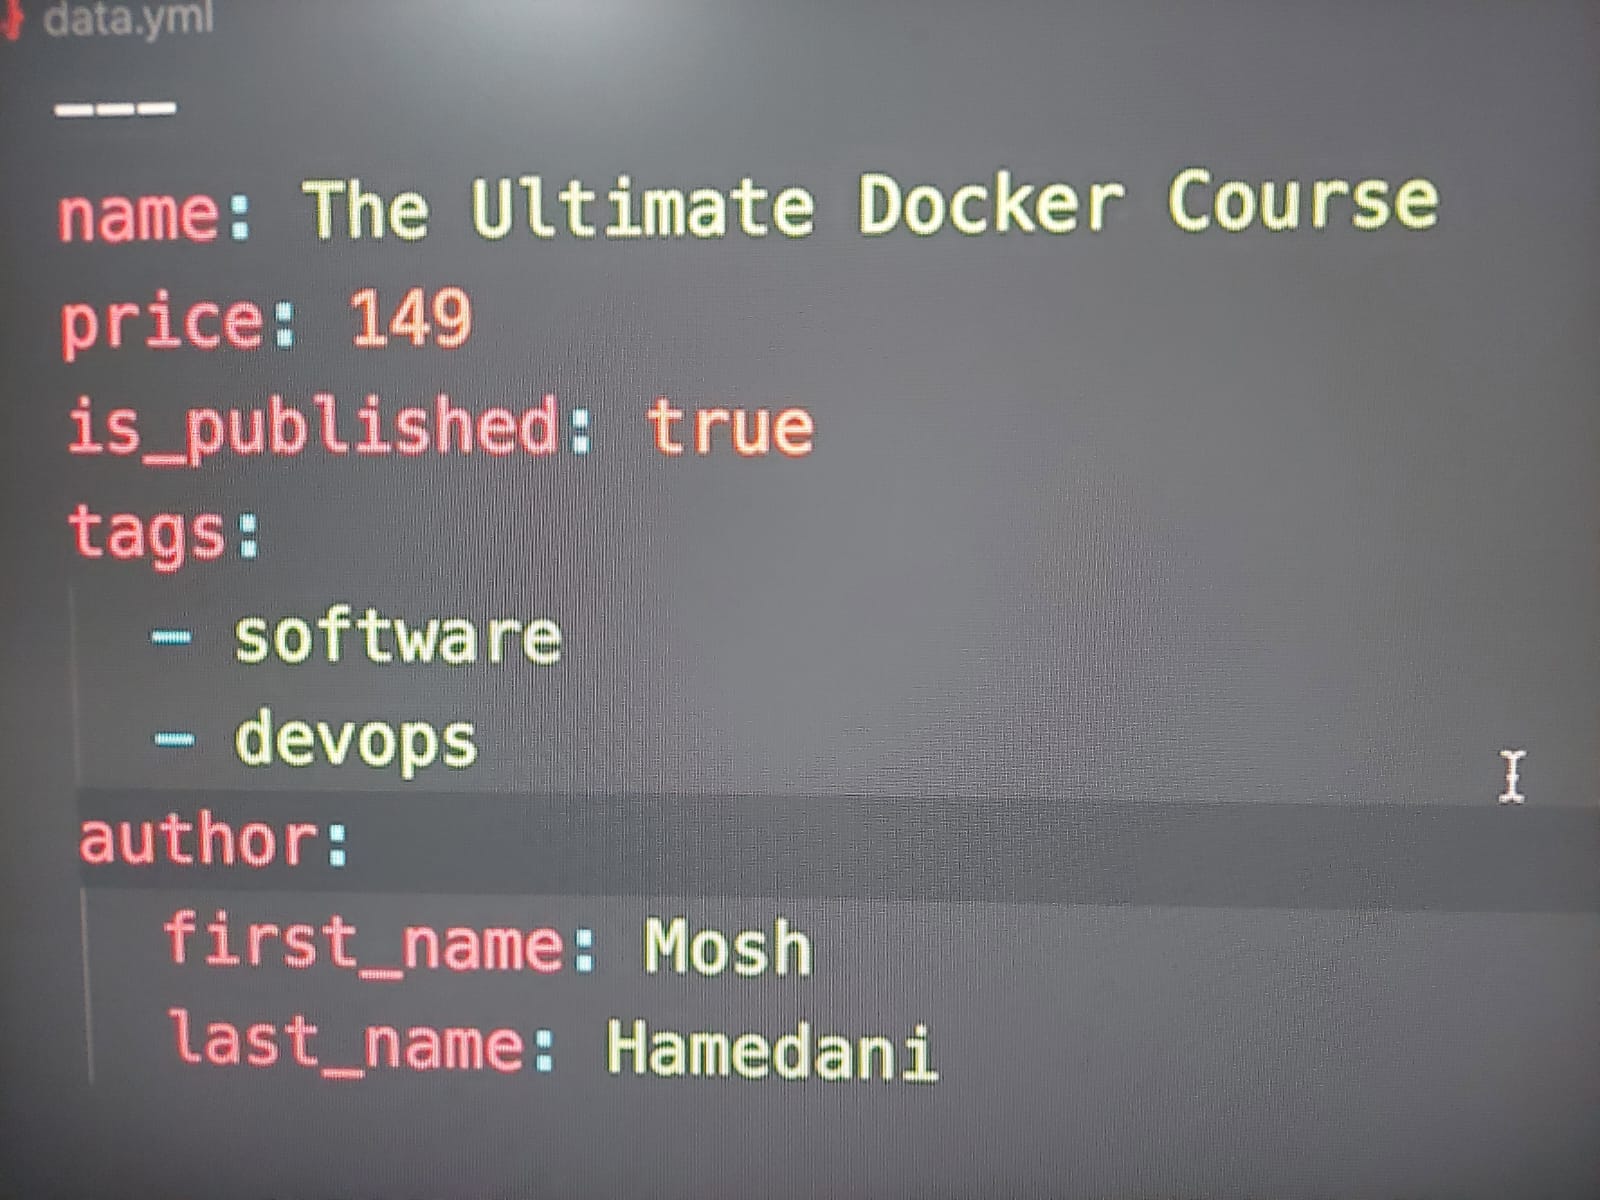 data.yml
---
name: The Ultimate Docker Course
price: 149
is_published: true
tags:
  - software
  - devops
author:
  first_name: Mosh
  last_name: Hamedani